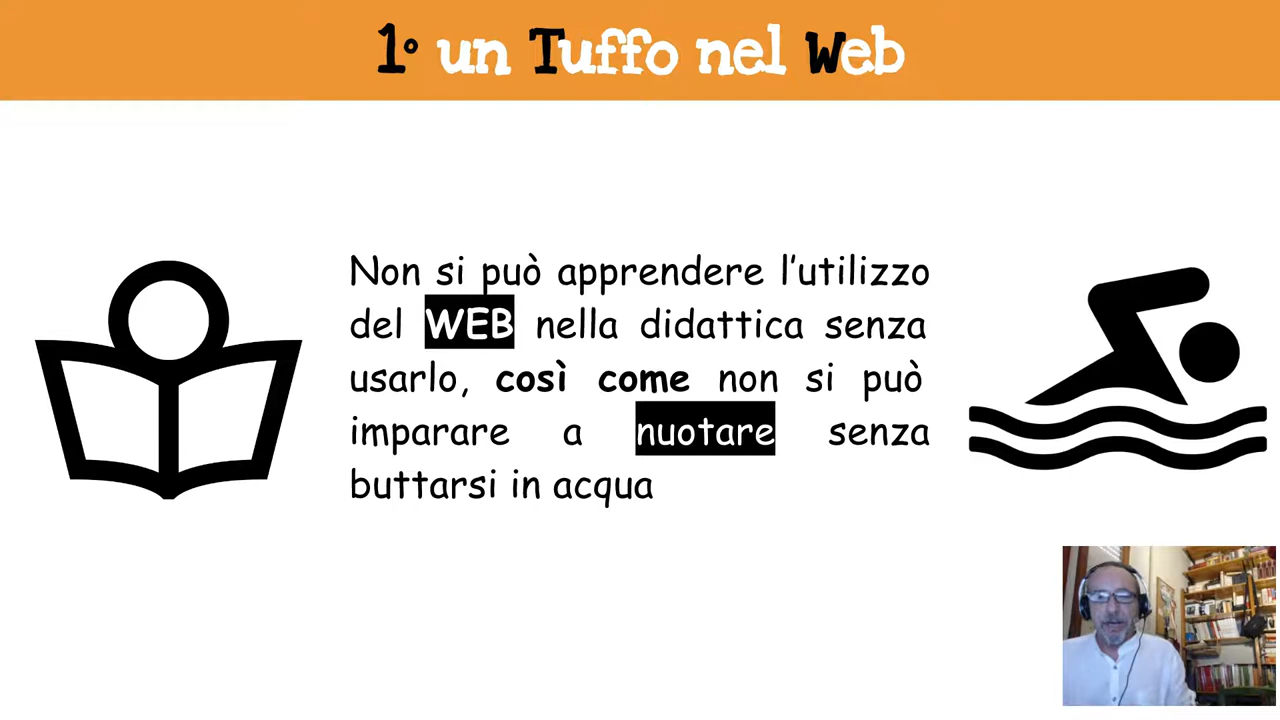 1° un Tuffo nel Web
Non si può apprendere l’utilizzo
del WEB nella didattica senza
usarlo, così come non si può
imparare a nuotare senza
buttarsi in acqua